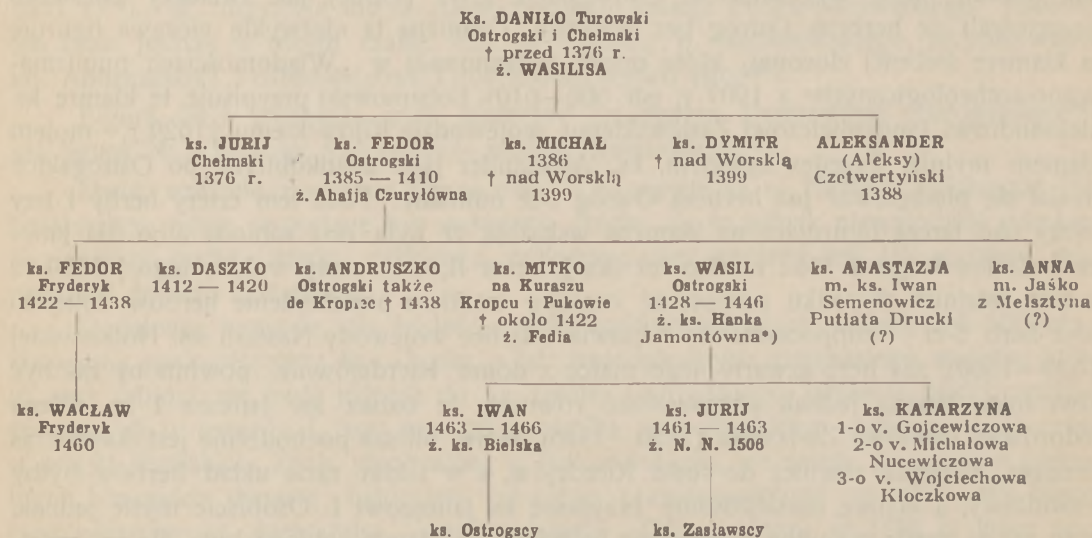 Ks. DANIŁO Turowski
Ostrogski i Chełmski
† przed 1376 r.
ż. WASILISA
ks. JURIJ
Chełmski
1376 r.
ks. FEDOR
Ostrogski
1385 — 1410
ż. Ahafja Czuryłówna
ks. MICHAŁ
1386
† nad Worsklą
1399
ks. DYMITR
† nad Worsklą
1399
ALEKSANDER
(Aleksy)
Czetwertyński
1388
ks. FEDOR
Fryderyk
1422 — 1438
ks. DASZKO
1412 — 1420
ks. ANDRUSZKO
Ostrogski także
de Kropiec † 1438
ks. MITKO
na Kuraszu
Kropcu i Pukowie
† około 1422
ż. Fedia
ks. WASIL
Ostrogski
1428 — 1446
ż. ks. Hanka
Jamontówna*)
ks. ANASTAZJA
m. ks. Iwan
Semenowicz
Putiata Drucki
(?)
ks. ANNA
m. Jaśko
z Melsztyna
(?)
ks. WACŁAW
Fryderyk
1460
ks. IWAN
1463 — 1466
ż. ks. Bielska
ks. JURIJ
1461 — 1463
ż. N. N. 1506
ks. KATARZYNA
1-o v. Gojcewiczowa
2-o v. Michałowa
Nucewiczowa
3-o v. Wojciechowa
Kłoczkowa
ks. Ostrogscy
ks. Zasławscy